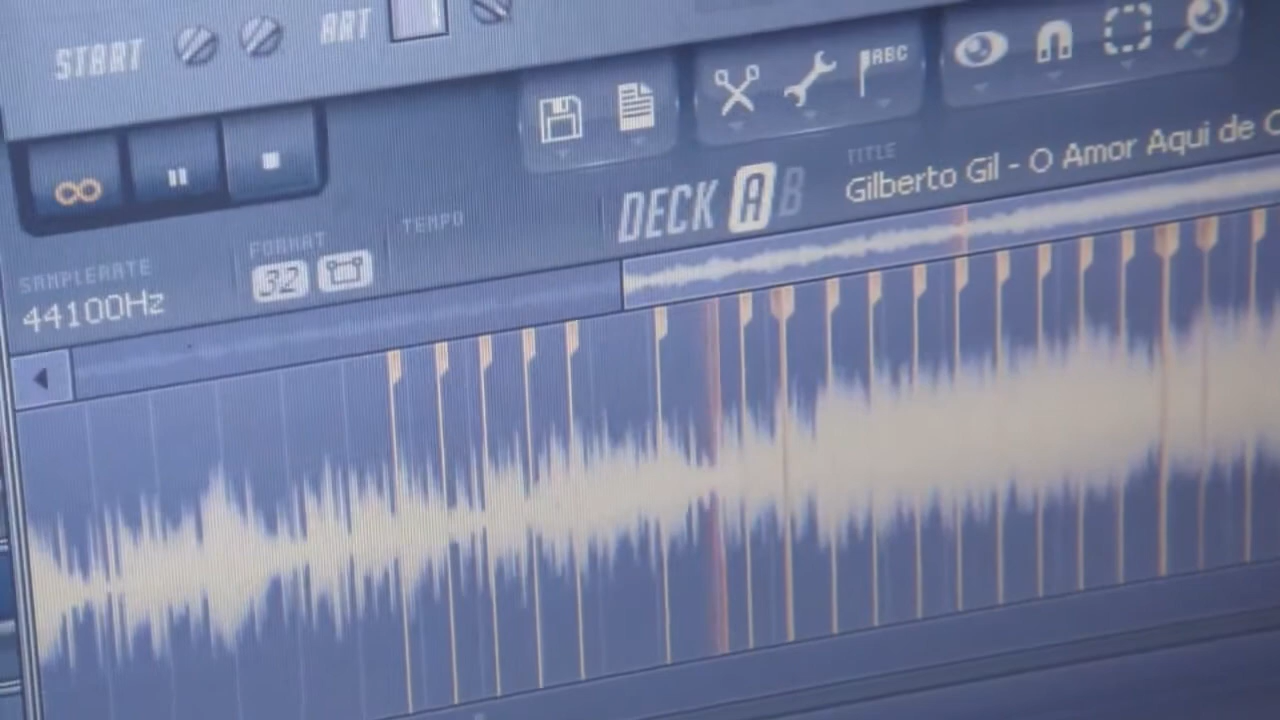 START ART
ABC
DECK A B
TITLE
Gilberto Gil - O Amor Aqui de
TEMPO
FORMAT
32
SAMPLERATE
44100Hz